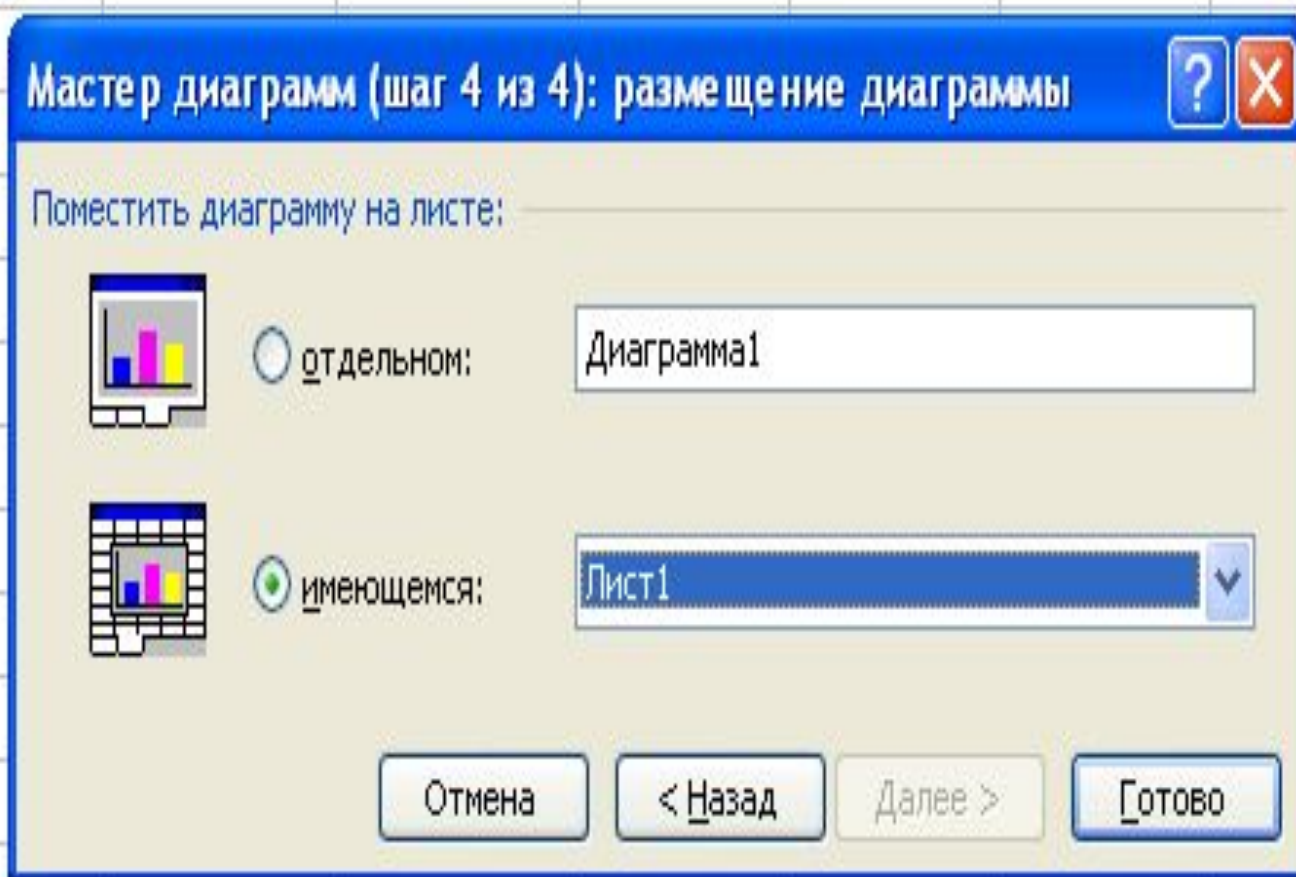 Мастер диаграмм (шаг 4 из 4): размещение диаграммы
Поместить диаграмму на листе:
отдельном: Диаграмма1
имеющемся: Лист1
Отмена < Назад Далее > Готово